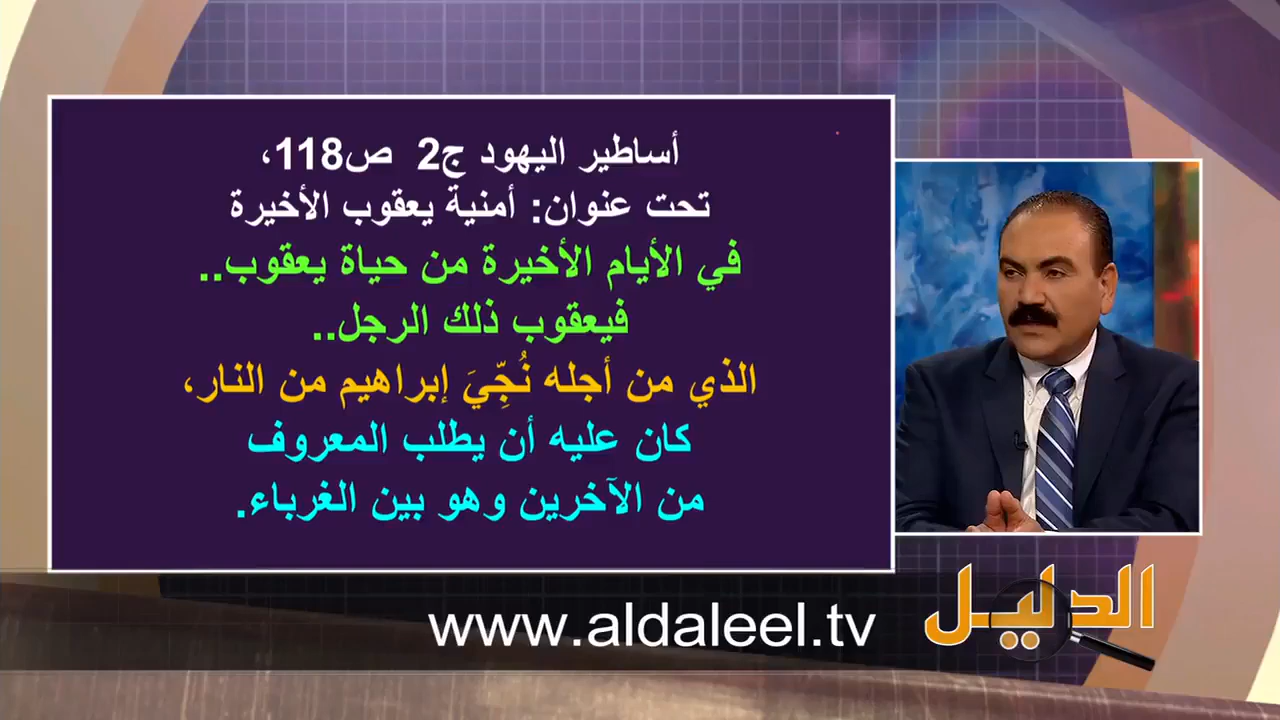 أساطير اليهود ج2 ص118،
تحت عنوان: أمنية يعقوب الأخيرة
في الأيام الأخيرة من حياة يعقوب..
فيعقوب ذلك الرجل..
الذي من أجله نُجِّيَ إبراهيم من النار،
كان عليه أن يطلب المعروف
من الآخرين وهو بين الغرباء.
الدليل
www.aldaleel.tv